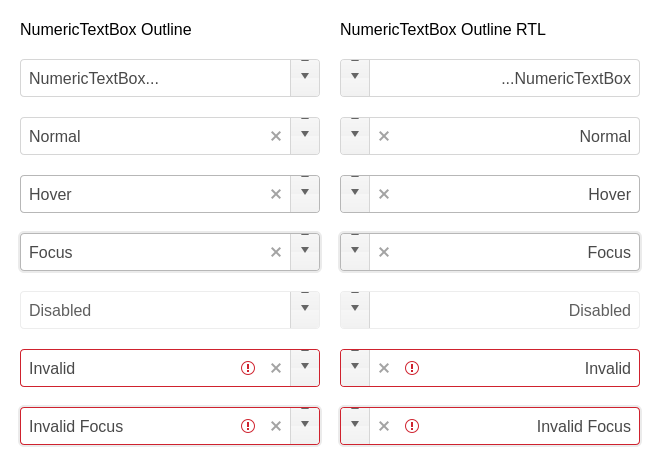 NumericTextBox Outline
NumericTextBox Outline RTL
NumericTextBox...
...NumericTextBox
Normal
Normal
Hover
Hover
Focus
Focus
Disabled
Disabled
Invalid
Invalid
Invalid Focus
Invalid Focus